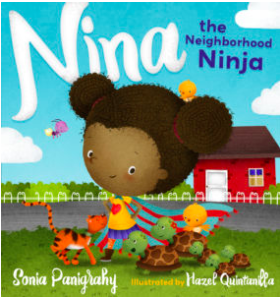 Nina
the
Neighborhood
Ninja
Sonia Panigrahy
Illustrated by Hazel Quintanilla